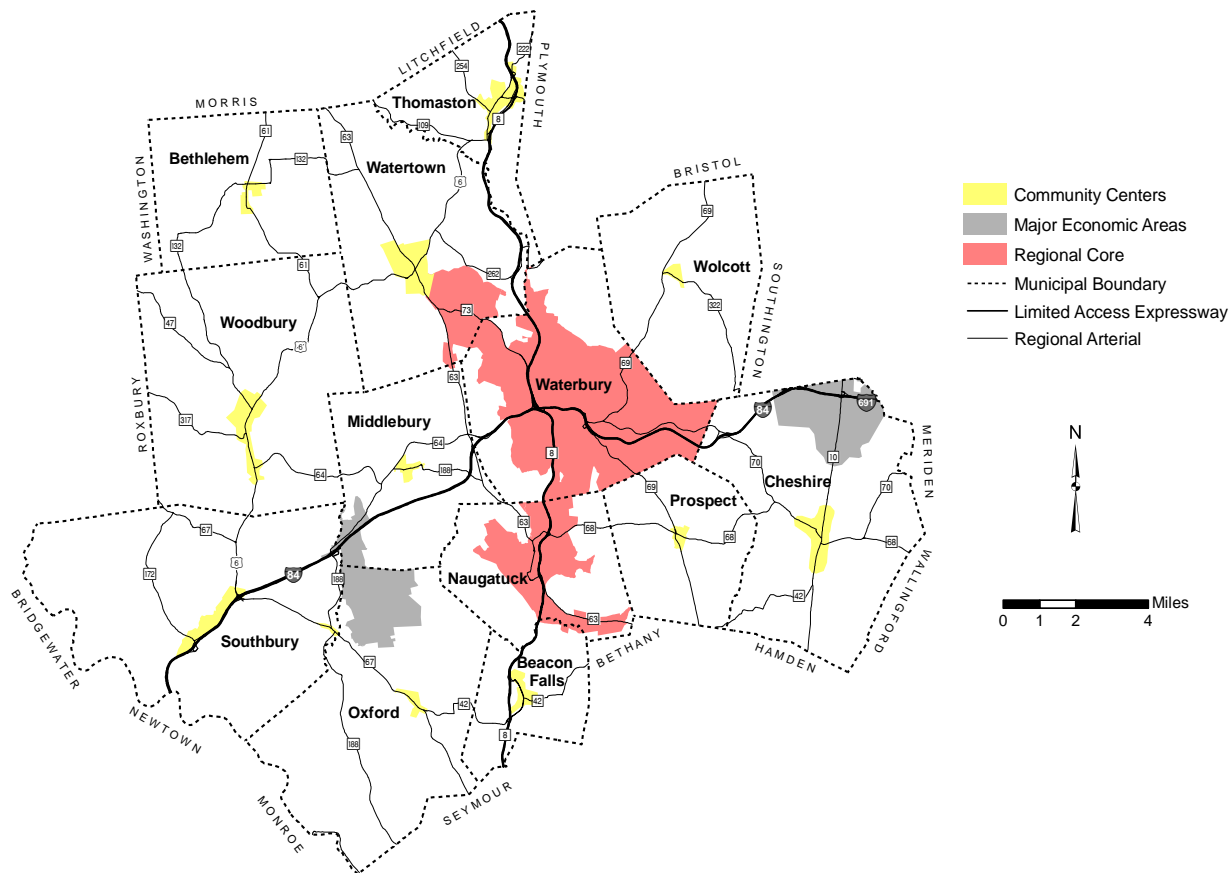 LITCHFIELD
222
PLYMOUTH
254
Thomaston
8
109
MORRIS
61
63
Bethlehem
132
Watertown
6
WASHINGTON
BRISTOL
69
132
61
262
Wolcott
SOUTHINGTON
322
Woodbury
47
73
6
69
Waterbury
63
ROXBURY
317
Middlebury
84
691
64
8
10
MERIDEN
64
188
70
69
Cheshire
70
Prospect
67
63
68
68
68
6
172
84
188
Naugatuck
WALLINGFORD
BRIDGEWATER
42
63
Southbury
BETHANY
HAMDEN
67
Beacon
Falls
42
42
Oxford
NEWTOWN
188
8
SEYMOUR
MONROE
Community Centers
Major Economic Areas
Regional Core
Municipal Boundary
Limited Access Expressway
Regional Arterial
N
Miles
0 1 2 4